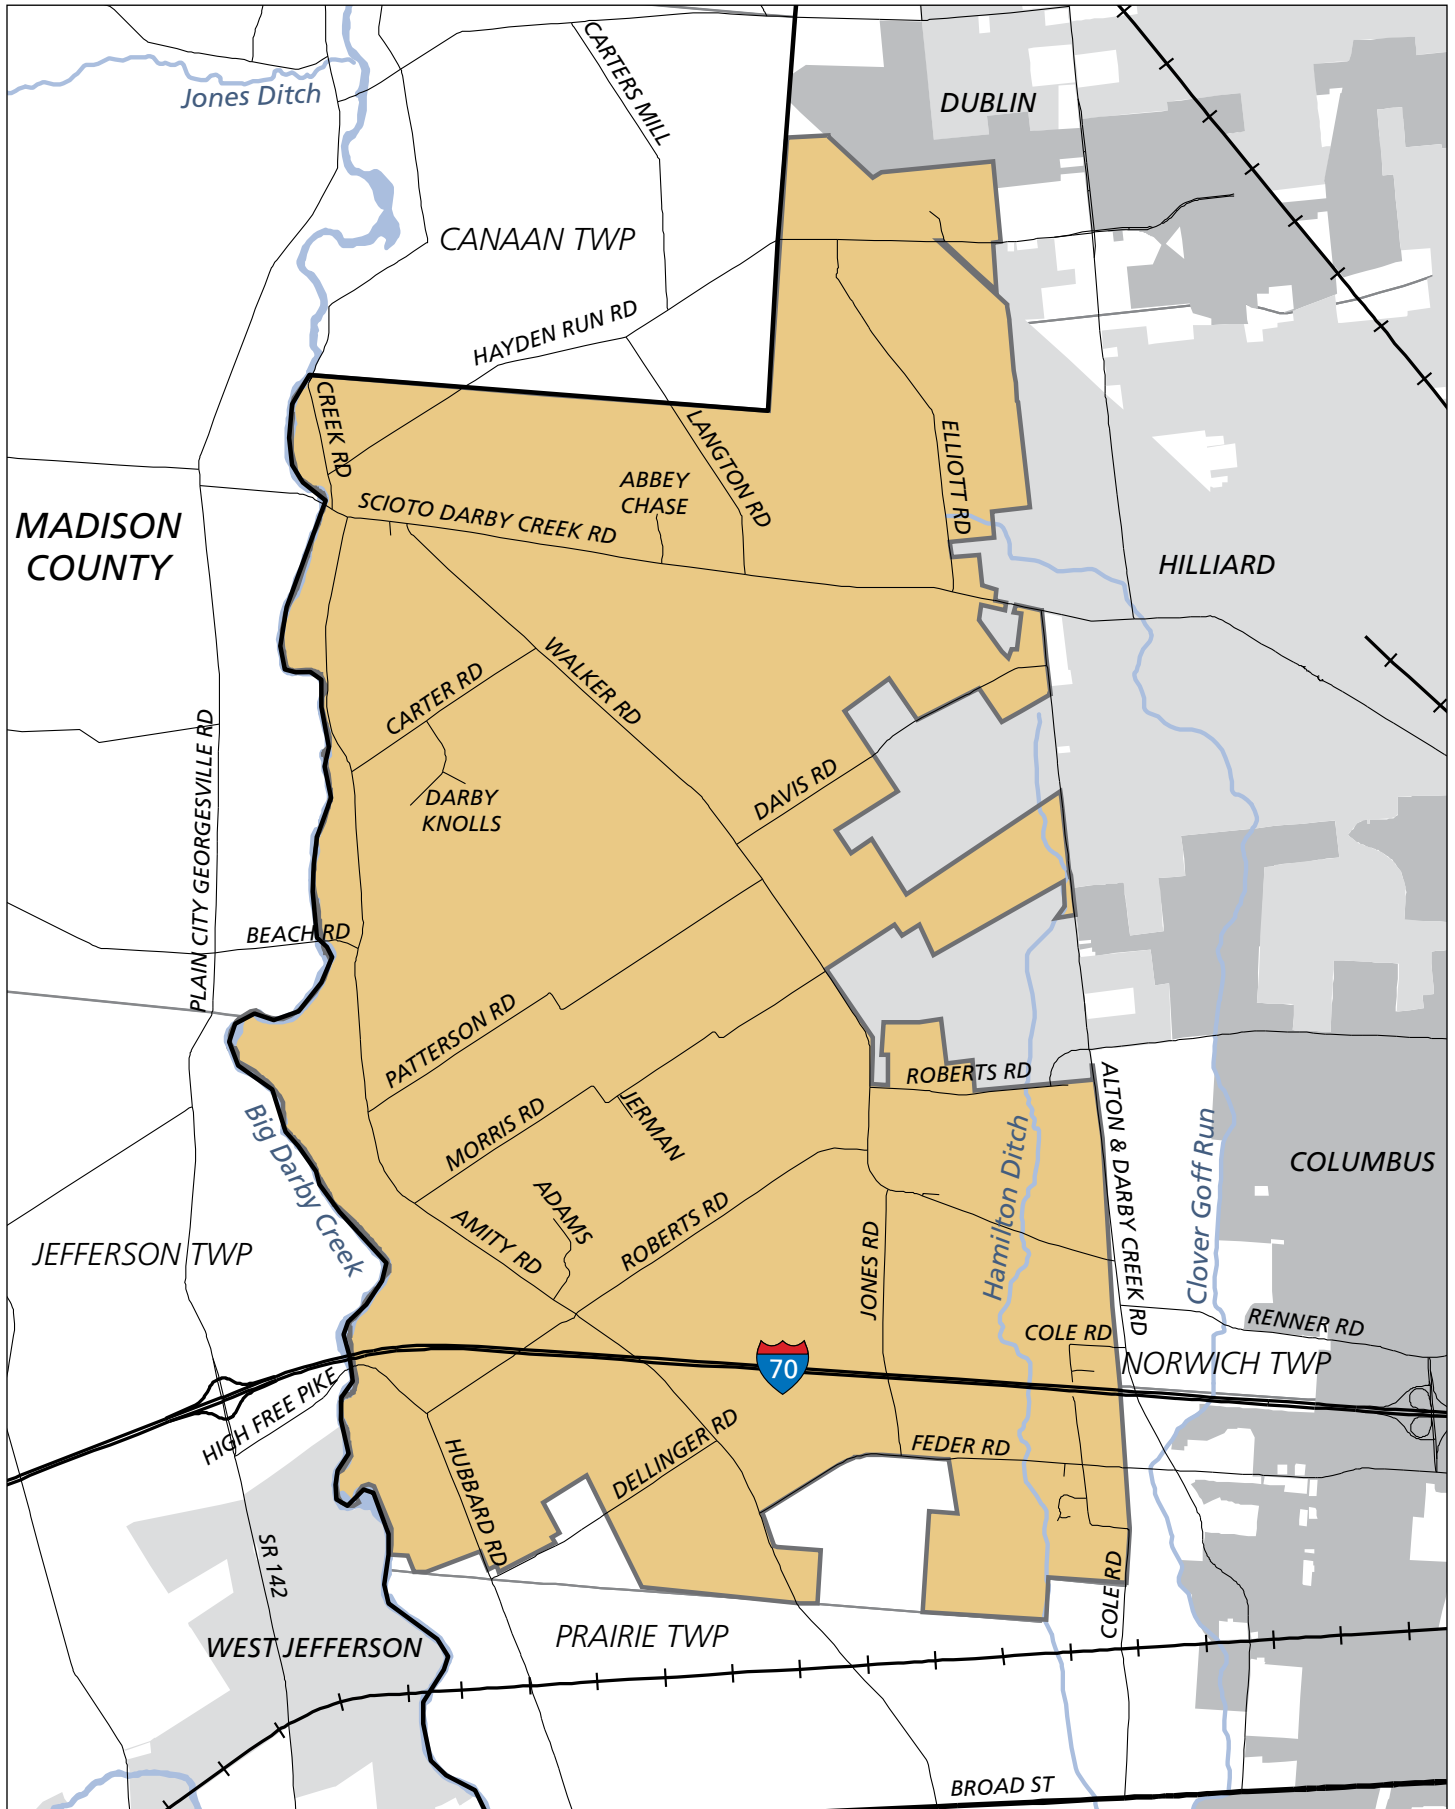 CARTERS MILL
Jones Ditch
DUBLIN
CANAAN TWP
HAYDEN RUN RD
CREEK RD
LANGTON RD
ELLIOTT RD
ABBEY
CHASE
SCIOTO DARBY CREEK RD
MADISON
COUNTY
HILLIARD
WALKER RD
CARTER RD
PLAIN CITY GEORGESVILLE RD
DAVIS RD
DARBY
KNOLLS
BEACH RD
PATTERSON RD
ROBERTS RD
ALTON & DARBY CREEK RD
Big Darby Creek
MORRIS RD
JERMAN
Hamilton Ditch
Clover Goff Run
COLUMBUS
ADAMS
AMITY RD
ROBERTS RD
JONES RD
JEFFERSON TWP
COLE RD
RENNER RD
NORWICH TWP
70
HIGH FREE PIKE
HUBBARD RD
DELLINGER RD
FEDER RD
SR 142
COLE RD
WEST JEFFERSON
PRAIRIE TWP
BROAD ST